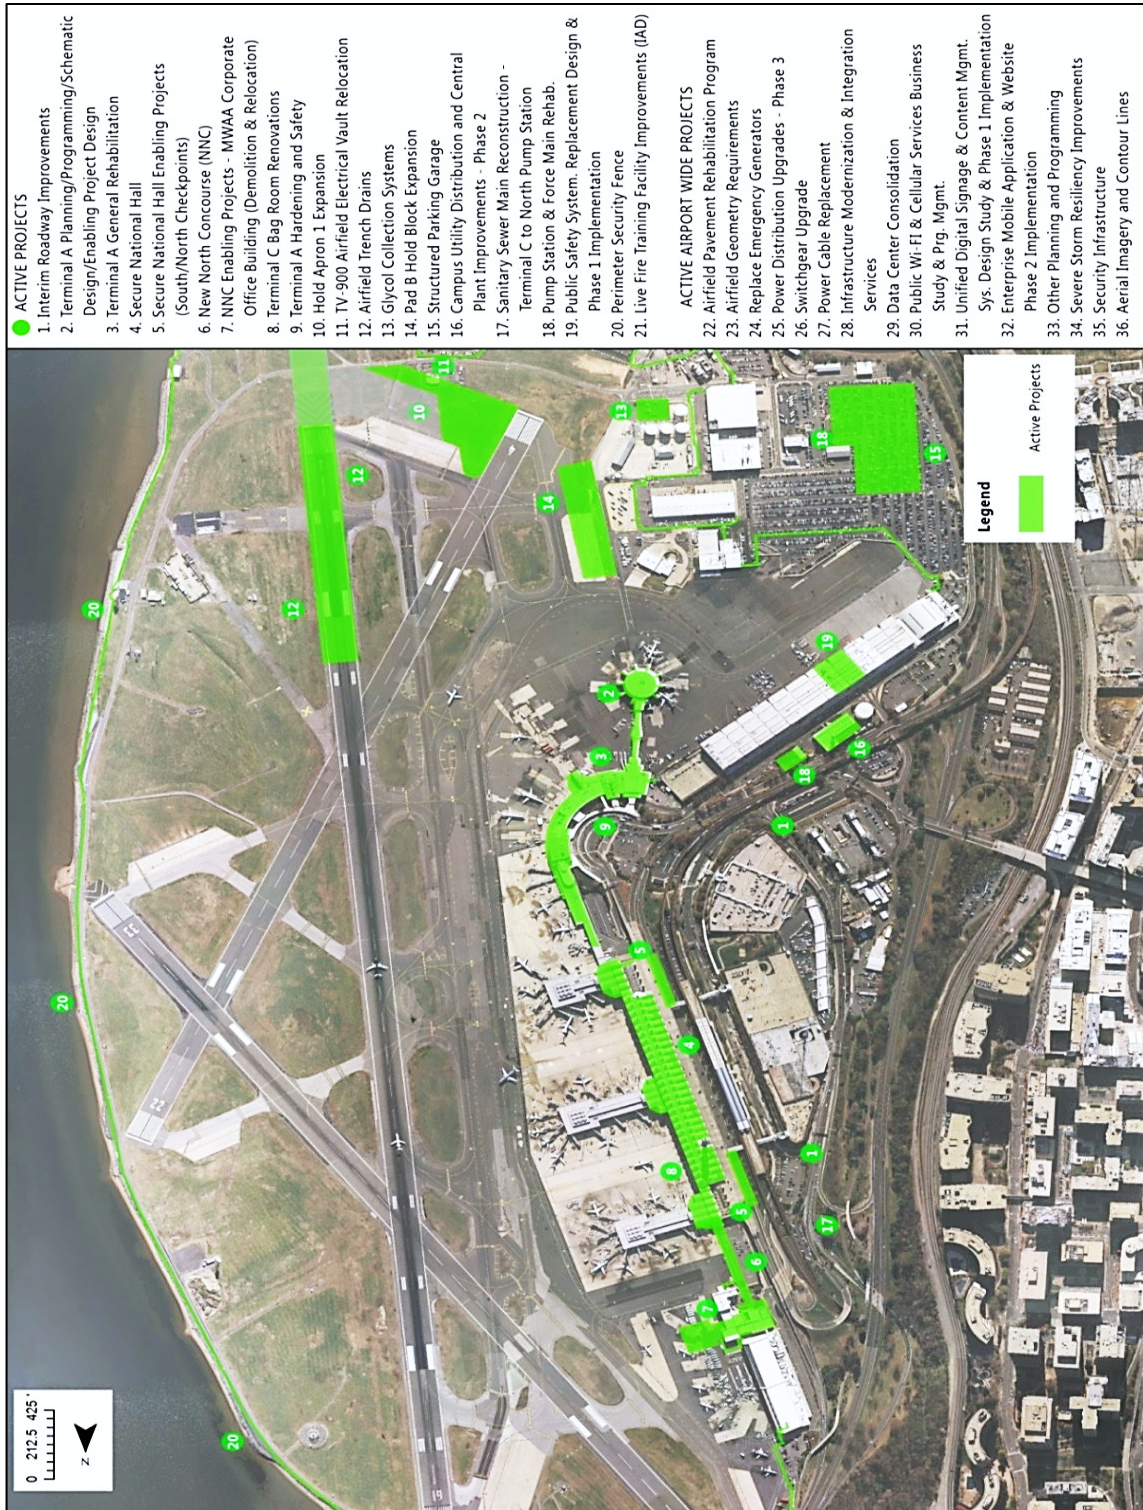 ACTIVE PROJECTS
1. Interim Roadway Improvements
2. Terminal A Planning/Programming/Schematic
Design/Enabling Project Design
3. Terminal A General Rehabilitation
4. Secure National Hall
5. Secure National Hall Enabling Projects
(South/North Checkpoints)
6. New North Concourse (NNC)
7. NNC Enabling Projects - MWAA Corporate
Office Building (Demolition & Relocation)
8. Terminal C Bag Room Renovations
9. Terminal A Hardening and Safety
10. Hold Apron 1 Expansion
11. TV-900 Airfield Electrical Vault Relocation
12. Airfield Trench Drains
13. Glycol Collection Systems
14. Pad B Hold Block Expansion
15. Structured Parking Garage
16. Campus Utility Distribution and Central
Plant Improvements - Phase 2
17. Sanitary Sewer Main Reconstruction -
Terminal C to North Pump Station
18. Pump Station & Force Main Rehab.
19. Public Safety System. Replacement Design &
Phase 1 Implementation
20. Perimeter Security Fence
21. Live Fire Training Facility Improvements (IAD)
ACTIVE AIRPORT WIDE PROJECTS
22. Airfield Pavement Rehabilitation Program
23. Airfield Geometry Requirements
24. Replace Emergency Generators
25. Power Distribution Upgrades - Phase 3
26. Switchgear Upgrade
27. Power Cable Replacement
28. Infrastructure Modernization & Integration
Services
29. Data Center Consolidation
30. Public Wi-FI & Cellular Services Business
Study & Prg. Mgmt.
31. Unified Digital Signage & Content Mgmt.
Sys. Design Study & Phase 1 Implementation
32. Enterprise Mobile Application & Website
Phase 2 Implementation
33. Other Planning and Programming
34. Severe Storm Resiliency Improvements
35. Security Infrastructure
36. Aerial Imagery and Contour Lines
0 212.5 425'
N
20
20
20
12
12
10
11
14
13
18
15
2
3
9
19
16
18
1
5
4
8
5
6
7
1
17
33
22
4
19
Legend
Active Projects